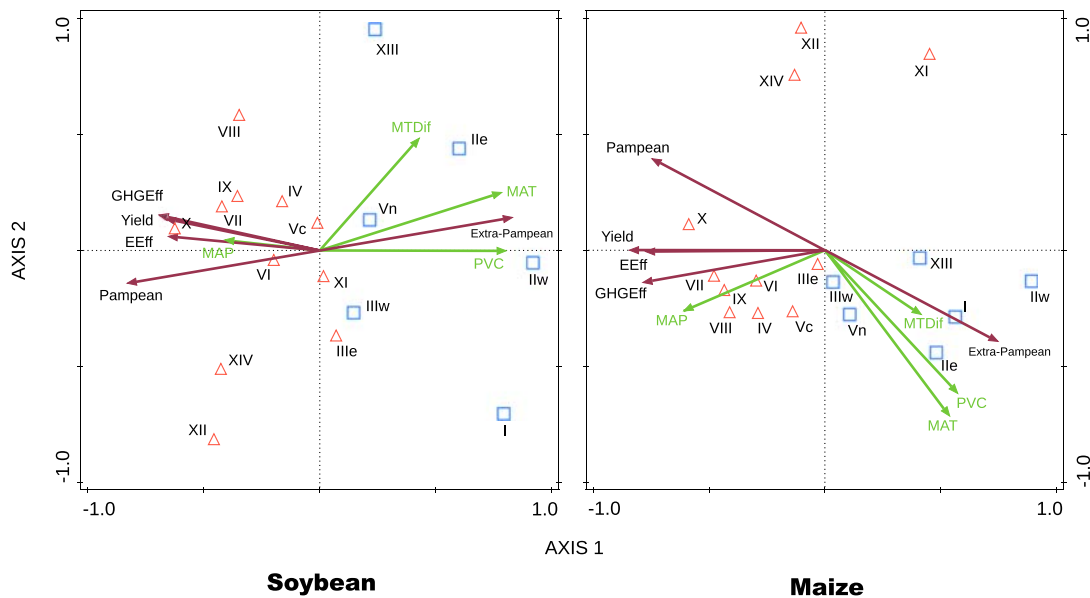 1.0
XIII
VIII
MTDif
IIe
IX
IV
MAT
GHGEff
Vn
Yield
X
VII
Vc
Extra-Pampean
EEff
MAP
PVC
VI
XI
IIw
Pampean
IIIw
IIIe
XIV
XII
I
AXIS 2
-1.0
-1.0
1.0
XII
XI
XIV
1.0
Pampean
X
Yield
EEff
XIII
IIIe
GHGEff
VII
VI
IIw
IX
IIIw
I
MAP
VIII
IV
Vc
Vn
MTDif
Extra-Pampean
IIe
PVC
MAT
-1.0
-1.0
1.0
AXIS 1
Soybean
Maize